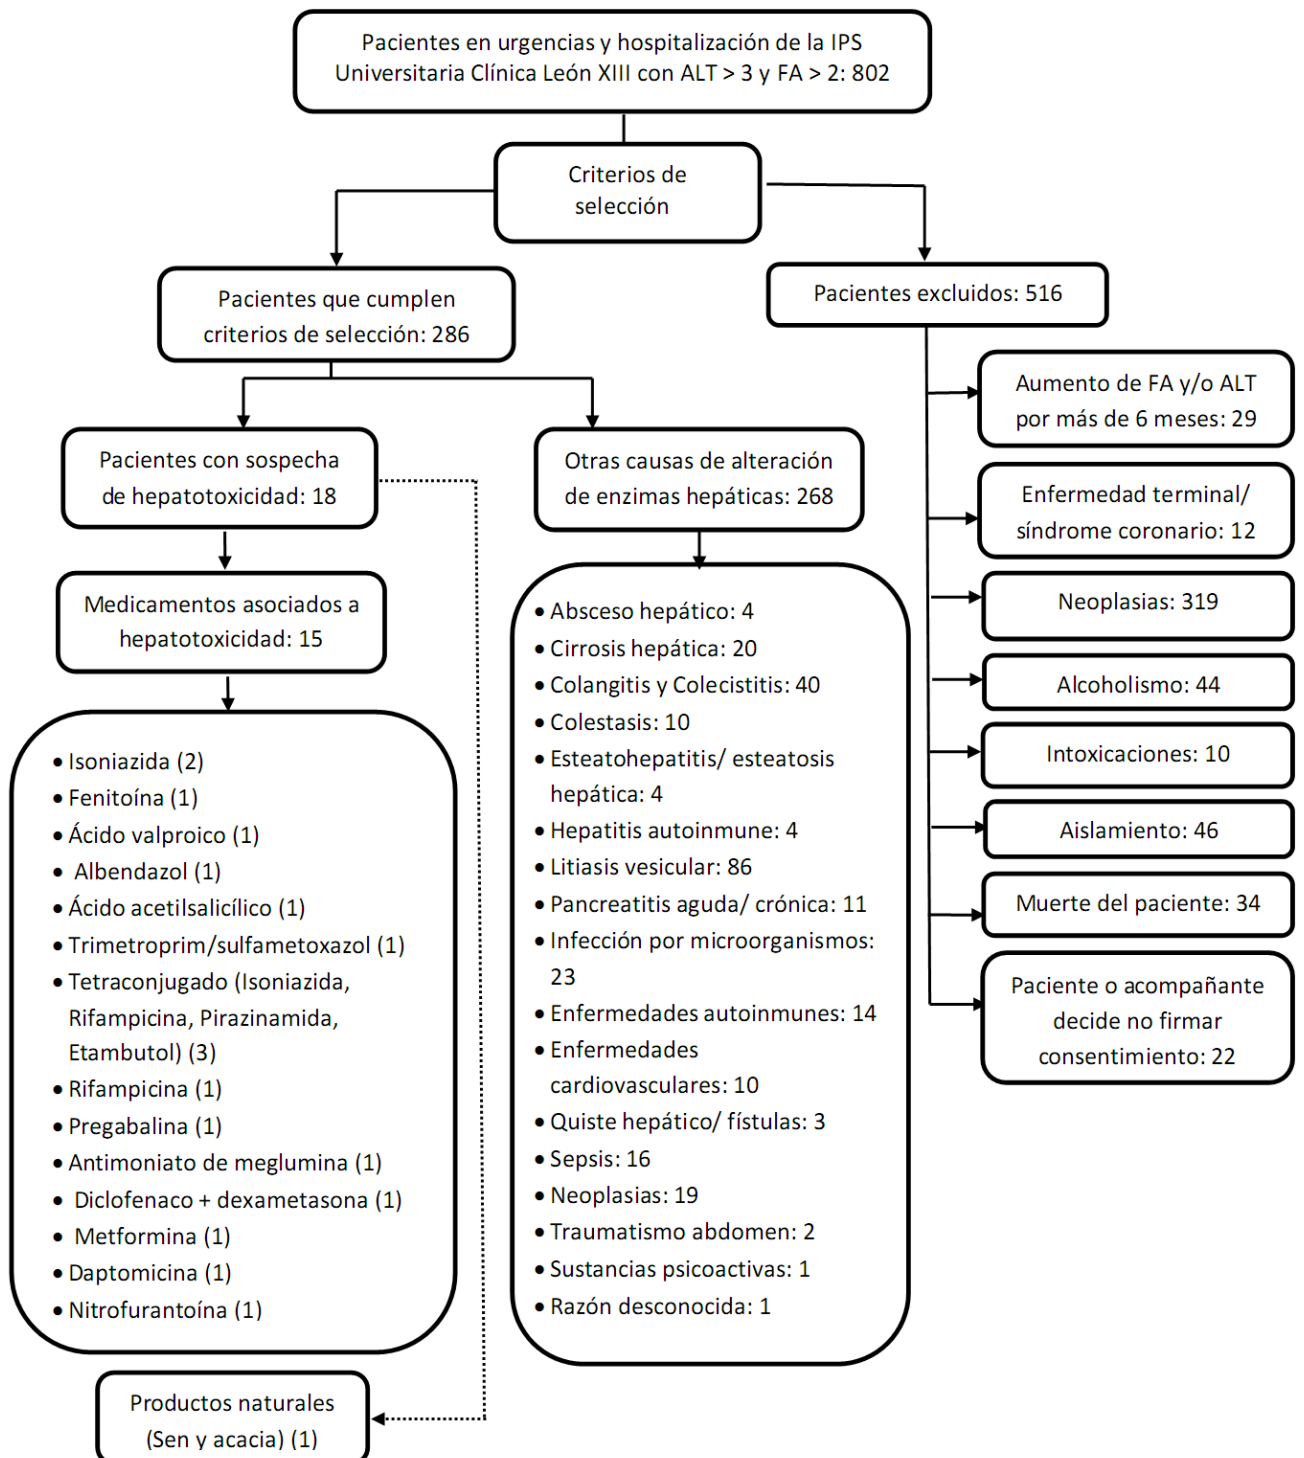 Pacientes en urgencias y hospitalización de la IPS
Universitaria Clínica León XIII con ALT > 3 y FA > 2: 802
Criterios de
selección
Pacientes que cumplen
criterios de selección: 286
Pacientes excluidos: 516
Pacientes con sospecha
de hepatotoxicidad: 18
Otras causas de alteración
de enzimas hepáticas: 268
Medicamentos asociados a
hepatotoxicidad: 15
• Isoniazida (2)
• Fenitoína (1)
• Ácido valproico (1)
• Albendazol (1)
• Ácido acetilsalicílico (1)
• Trimetroprim/sulfametoxazol (1)
• Tetraconjugado (Isoniazida,
Rifampicina, Pirazinamida,
Etambutol) (3)
• Rifampicina (1)
• Pregabalina (1)
• Antimoniato de meglumina (1)
• Diclofenaco + dexametasona (1)
• Metformina (1)
• Daptomicina (1)
• Nitrofurantoína (1)
Productos naturales
(Sen y acacia) (1)
• Absceso hepático: 4
• Cirrosis hepática: 20
• Colangitis y Colecistitis: 40
• Colestasis: 10
• Esteatohepatitis/ esteatosis
hepática: 4
• Hepatitis autoinmune: 4
• Litiasis vesicular: 86
• Pancreatitis aguda/ crónica: 11
• Infección por microorganismos:
23
• Enfermedades autoinmunes: 14
• Enfermedades
cardiovasculares: 10
• Quiste hepático/ fístulas: 3
• Sepsis: 16
• Neoplasias: 19
• Traumatismo abdomen: 2
• Sustancias psicoactivas: 1
• Razón desconocida: 1
Aumento de FA y/o ALT
por más de 6 meses: 29
Enfermedad terminal/
síndrome coronario: 12
Neoplasias: 319
Alcoholismo: 44
Intoxicaciones: 10
Aislamiento: 46
Muerte del paciente: 34
Paciente o acompañante
decide no firmar
consentimiento: 22